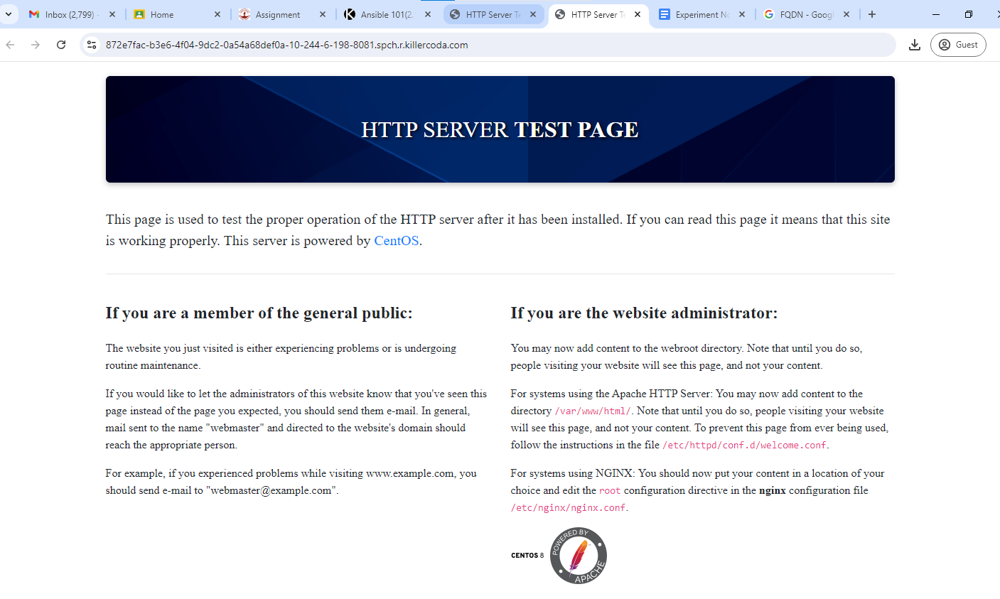 Inbox (2,799) -
Home
Assignment
Ansible 101(2.
HTTP Server Te
HTTP Server Te
Experiment No
FQDN - Googl
872e7fac-b3e6-4f04-9dc2-0a54a68def0a-10-244-6-198-8081.spch.r.killercoda.com
Guest
HTTP SERVER TEST PAGE
This page is used to test the proper operation of the HTTP server after it has been installed. If you can read this page it means that this site
is working properly. This server is powered by CentOS.
If you are a member of the general public:
The website you just visited is either experiencing problems or is undergoing
routine maintenance.
If you would like to let the administrators of this website know that you've seen this
page instead of the page you expected, you should send them e-mail. In general,
mail sent to the name "webmaster" and directed to the website's domain should
reach the appropriate person.
For example, if you experienced problems while visiting www.example.com, you
should send e-mail to "webmaster@example.com".
If you are the website administrator:
You may now add content to the webroot directory. Note that until you do so,
people visiting your website will see this page, and not your content.
For systems using the Apache HTTP Server: You may now add content to the
directory /var/www/html/. Note that until you do so, people visiting your website
will see this page, and not your content. To prevent this page from ever being used,
follow the instructions in the file /etc/httpd/conf.d/welcome.conf.
For systems using NGINX: You should now put your content in a location of your
choice and edit the root configuration directive in the nginx configuration file
/etc/nginx/nginx.conf.
CENTOS 8
POWERED BY
APACHE